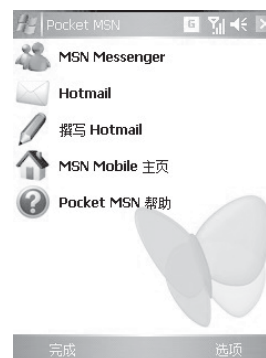 Pocket MSN G
MSN Messenger
Hotmail
撰写 Hotmail
MSN Mobile 主页
Pocket MSN 帮助
完成 选项